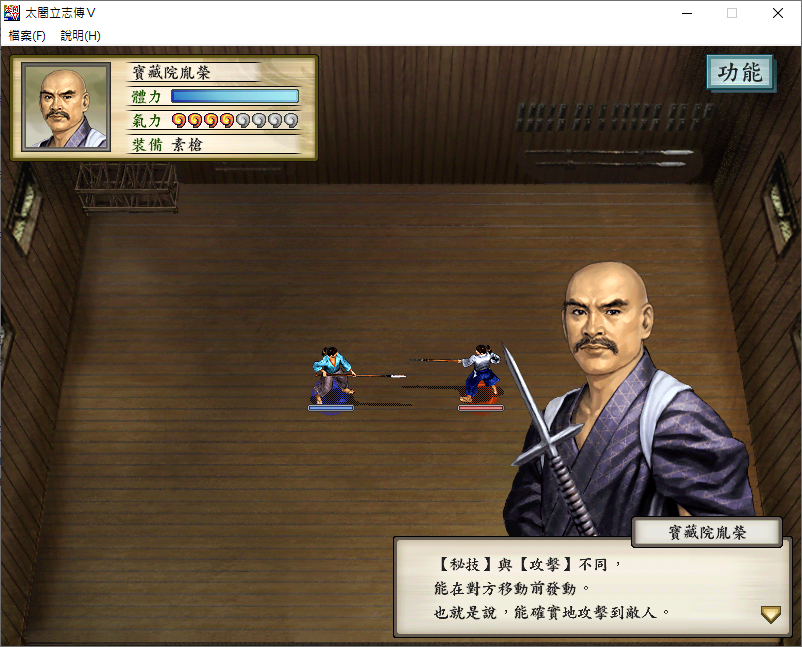 太閤立志傳Ⅴ
檔案(F) 說明(H)
寶藏院胤榮
體力
氣力
裝備 素槍
功能
寶藏院胤榮
【秘技】與【攻擊】不同，
能在對方移動前發動。
也就是說，能確實地攻擊到敵人。